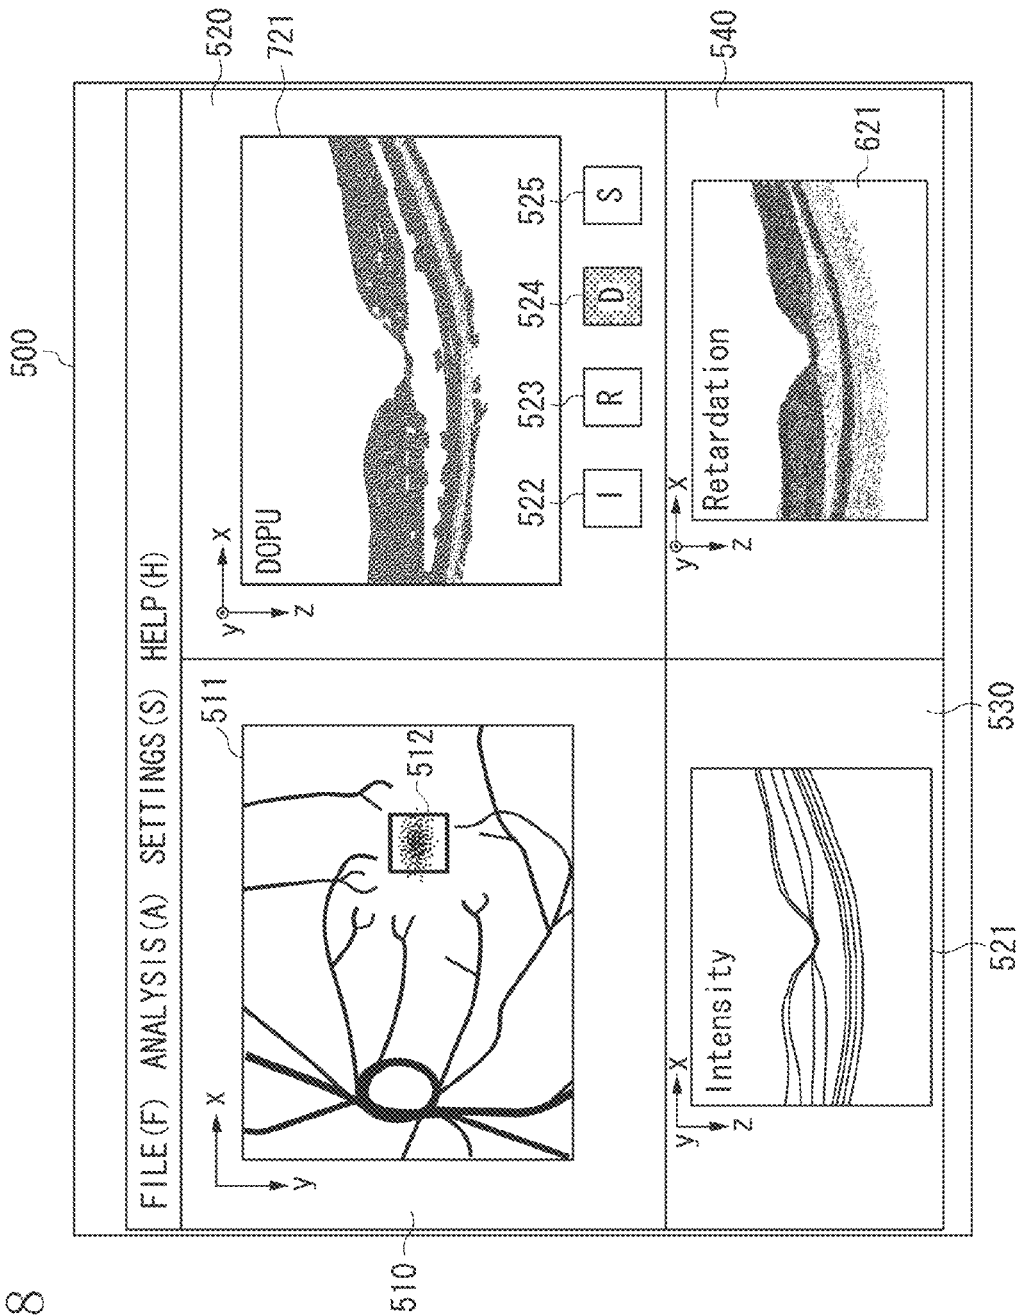 8
500
FILE(F) ANALYSIS(A) SETTINGS(S) HELP(H)
510
x
y
511
512
520
y
x
z
DOPU
721
522
523
524
525
I
R
D
S
530
y
x
z
Intensity
521
540
y
x
z
Retardation
621